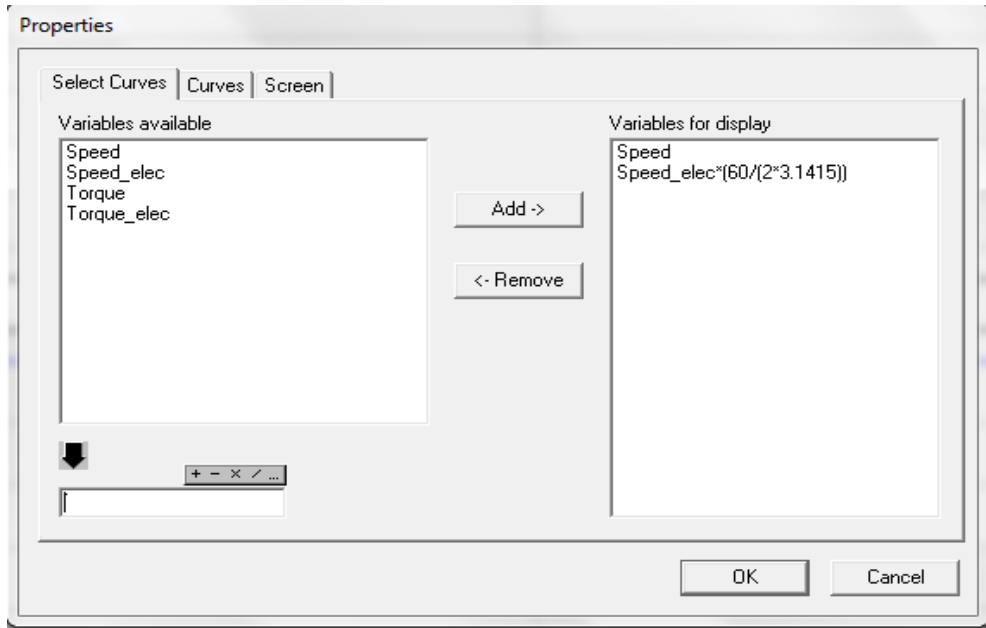 Properties
Select Curves Curves Screen
Variables available
Speed
Speed_elec
Torque
Torque_elec
Add ->
<- Remove
Variables for display
Speed
Speed_elec*(60/(2*3.1415))
+ - × / ...
OK Cancel